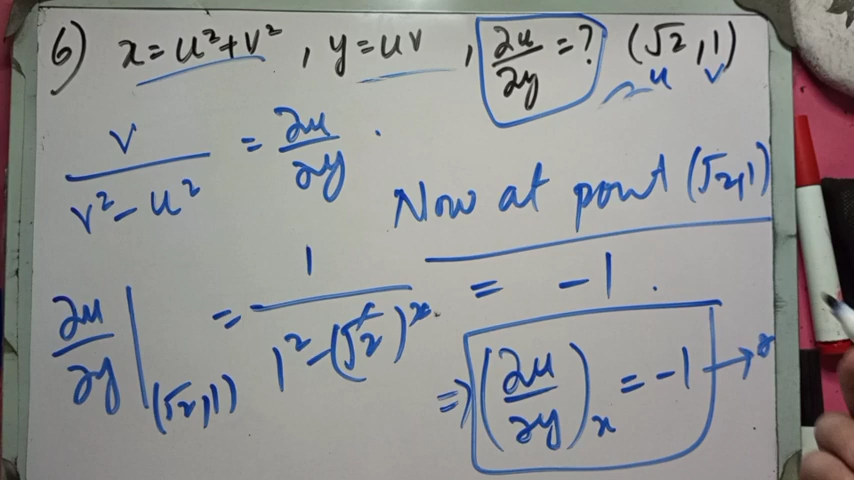 6) x = u² + v² , y = uv , ∂u/∂y = ? (√2 , 1)
u v
v / (v² - u²) = ∂u/∂y .
Now at point (√2, 1)
∂u/∂y |(√2, 1) = 1 / (1² - (√2)²) = -1 .
⇒ (∂u/∂y)x = -1 →